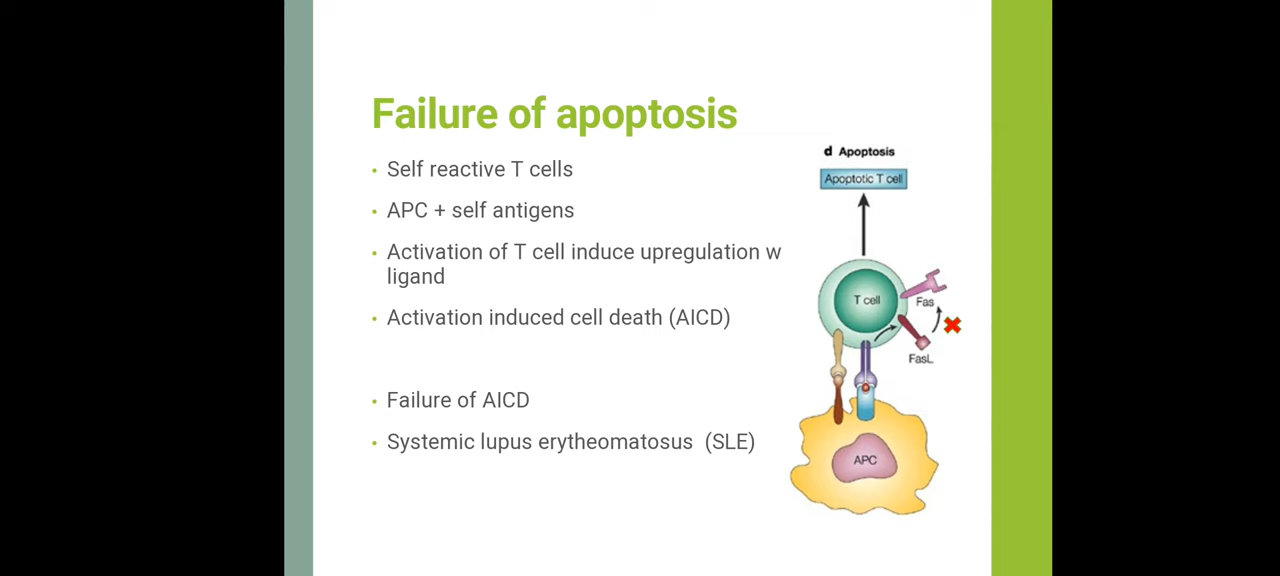 Failure of apoptosis
• Self reactive T cells
• APC + self antigens
• Activation of T cell induce upregulation w
ligand
• Activation induced cell death (AICD)
• Failure of AICD
• Systemic lupus erytheomatosus (SLE)
d Apoptosis
Apoptotic T cell
T cell
Fas
FasL
APC